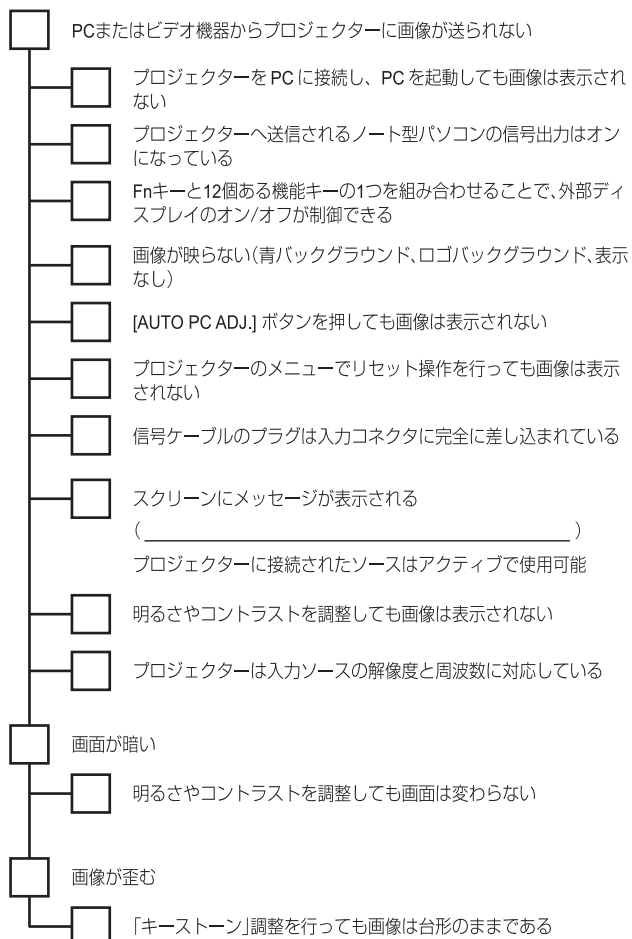 PCまたはビデオ機器からプロジェクターに画像が送られない
プロジェクターをPCに接続し、PCを起動しても画像は表示され
ない
プロジェクターへ送信されるノート型パソコンの信号出力はオン
になっている
Fnキーと12個ある機能キーの1つを組み合わせることで、外部ディ
スプレイのオン/オフが制御できる
画像が映らない（青バックグラウンド、ロゴバックグラウンド、表示
なし）
[AUTO PC ADJ.] ボタンを押しても画像は表示されない
プロジェクターのメニューでリセット操作を行っても画像は表示
されない
信号ケーブルのプラグは入力コネクタに完全に差し込まれている
スクリーンにメッセージが表示される
（ ）
プロジェクターに接続されたソースはアクティブで使用可能
明るさやコントラストを調整しても画像は表示されない
プロジェクターは入力ソースの解像度と周波数に対応している
画面が暗い
明るさやコントラストを調整しても画面は変わらない
画像が歪む
「キーストーン」調整を行っても画像は台形のままである